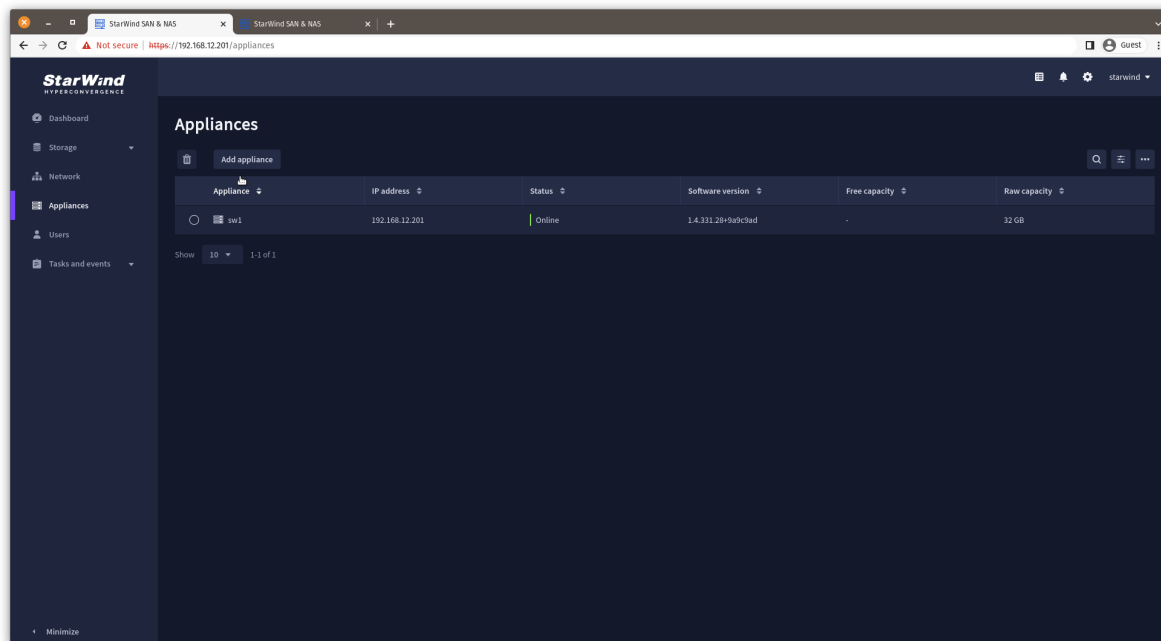 StarWind SAN & NAS
StarWind SAN & NAS
Not secure https://192.168.12.201/appliances
Guest
StarWind
HYPERCONVERGENCE
starwind
Dashboard
Storage
Network
Appliances
Users
Tasks and events
Minimize
Appliances
Add appliance
Appliance IP address Status Software version Free capacity Raw capacity
sw1 192.168.12.201 Online 1.4.331.28+9a9c9ad - 32 GB
Show 10 1-1 of 1